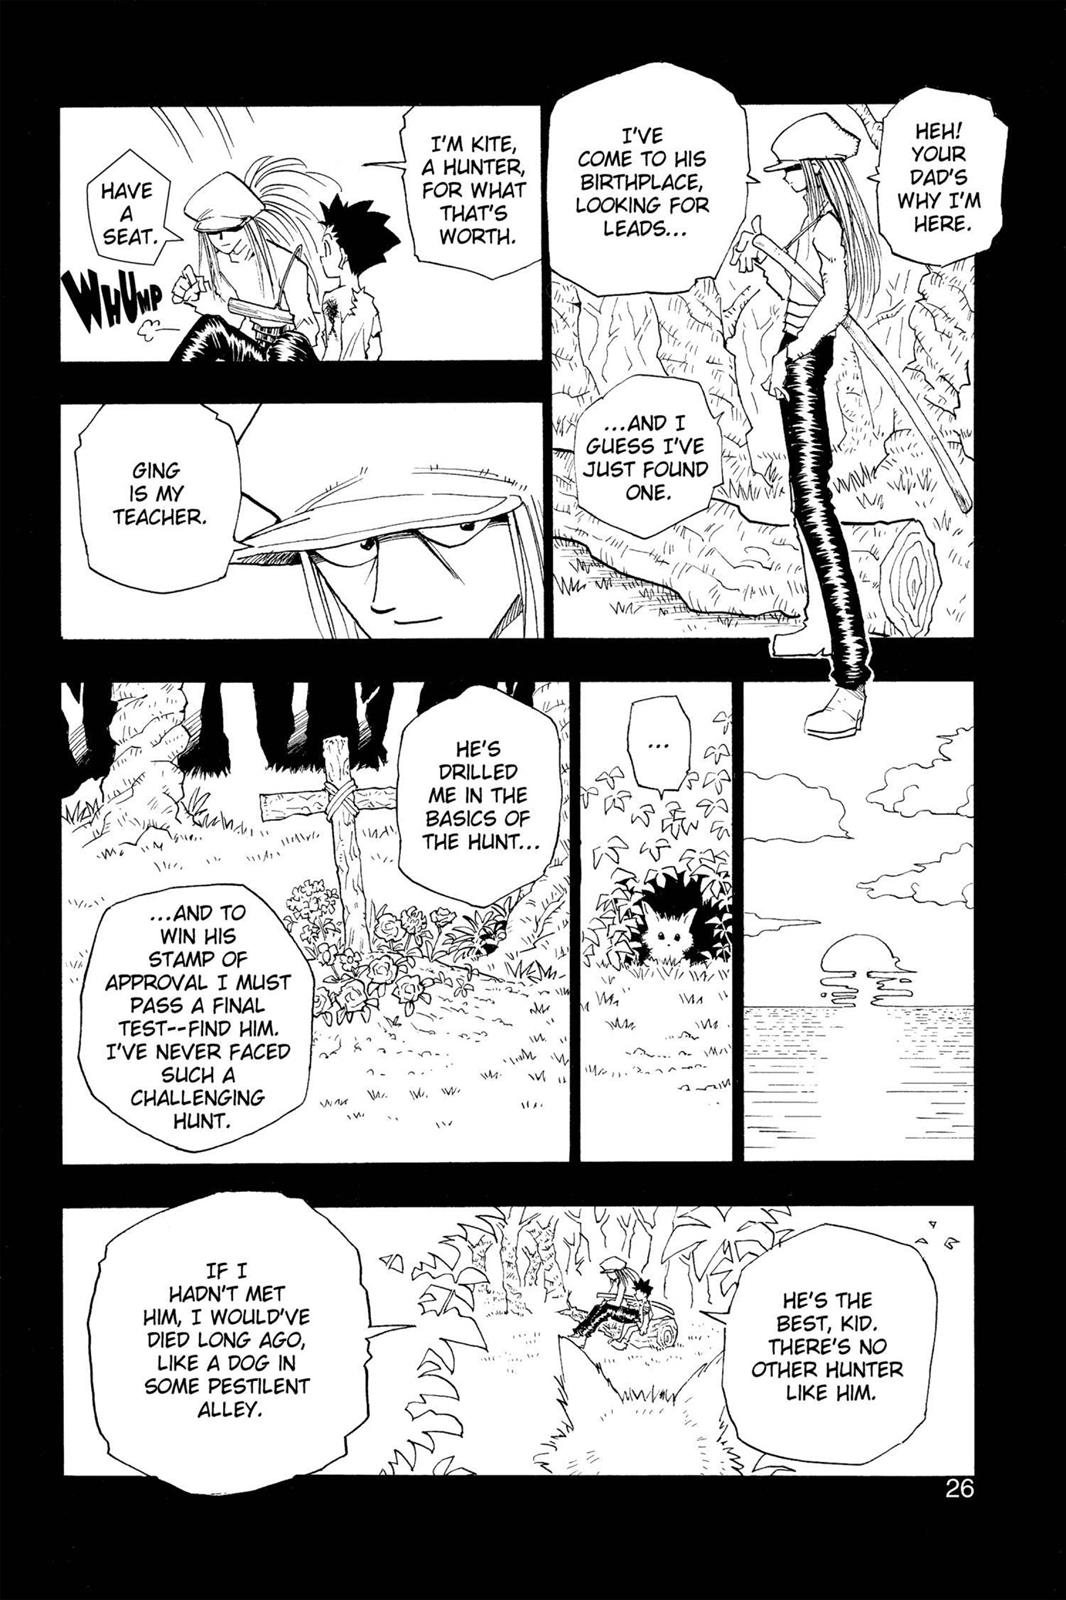 HEH!
YOUR
DAD'S
WHY I'M
HERE.
I'VE
COME TO HIS
BIRTHPLACE,
LOOKING FOR
LEADS...
...AND I
GUESS I'VE
JUST FOUND
ONE.
I'M KITE,
A HUNTER,
FOR WHAT
THAT'S
WORTH.
HAVE
A
SEAT.
WHUMP
GING
IS MY
TEACHER.
...
HE'S
DRILLED
ME IN THE
BASICS OF
THE HUNT...
...AND TO
WIN HIS
STAMP OF
APPROVAL I MUST
PASS A FINAL
TEST--FIND HIM.
I'VE NEVER FACED
SUCH A
CHALLENGING
HUNT.
HE'S THE
BEST, KID.
THERE'S NO
OTHER HUNTER
LIKE HIM.
IF I
HADN'T MET
HIM, I WOULD'VE
DIED LONG AGO,
LIKE A DOG IN
SOME PESTILENT
ALLEY.
26